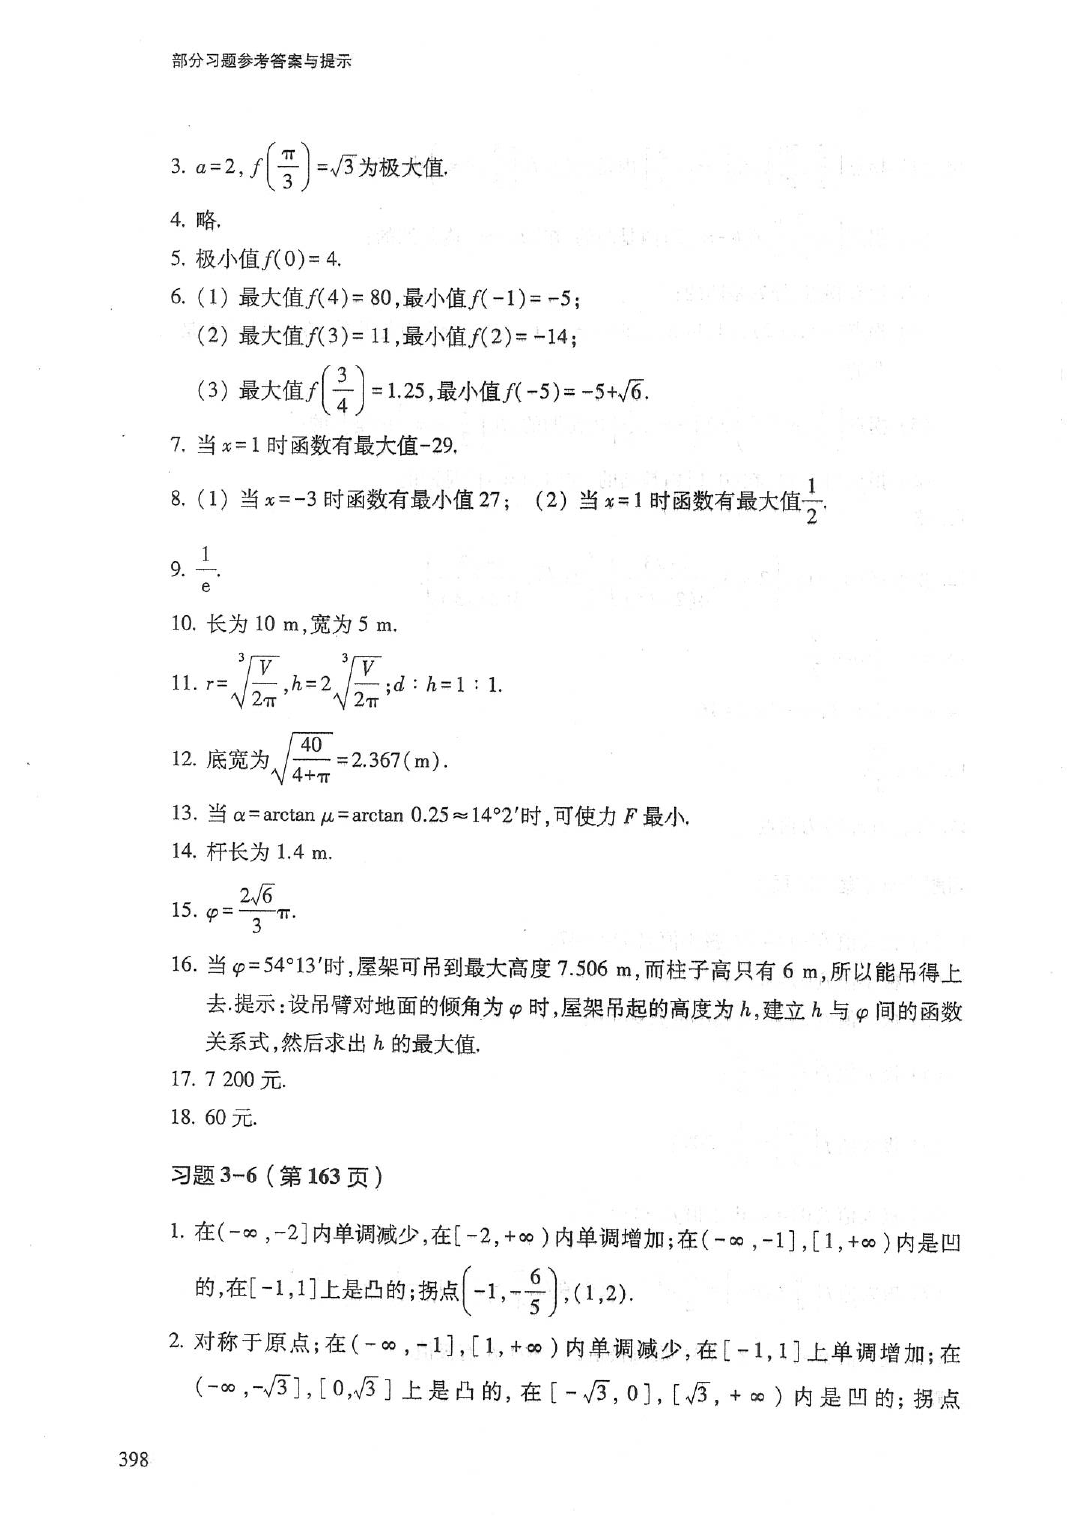 部分习题参考答案与提示
3. a=2, f(π/3)=√3为极大值.
4. 略.
5. 极小值f(0)= 4.
6. (1) 最大值f(4)= 80,最小值f(-1)= -5;
(2) 最大值f(3)= 11,最小值f(2)= -14;
(3) 最大值f(3/4)=1.25,最小值f(-5)= -5+√6.
7. 当x=1时函数有最大值-29.
8. (1) 当x=-3时函数有最小值27; (2) 当x=1时函数有最大值1/2.
9. 1/e.
10. 长为10 m,宽为5 m.
11. r=∛(V/2π),h=2∛(V/2π);d:h=1:1.
12. 底宽为√(40/(4+π))=2.367(m).
13. 当α=arctan μ=arctan 0.25≈14°2′时,可使力F最小.
14. 杆长为1.4 m.
15. φ=(2√6/3)π.
16. 当φ=54°13′时,屋架可吊到最大高度7.506 m,而柱子高只有6 m,所以能吊得上
去.提示:设吊臂对地面的倾角为φ时,屋架吊起的高度为h,建立h与φ间的函数
关系式,然后求出h的最大值.
17. 7 200元.
18. 60元.
习题3-6(第163页)
1. 在(-∞,-2]内单调减少,在[-2,+∞)内单调增加;在(-∞,-1],[1,+∞)内是凹
的,在[-1,1]上是凸的;拐点(-1,-6/5),(1,2).
2. 对称于原点;在(-∞,-1],[1,+∞)内单调减少,在[-1,1]上单调增加;在
(-∞,-√3],[0,√3]上是凸的,在[-√3,0],[√3,+∞)内是凹的;拐点
398